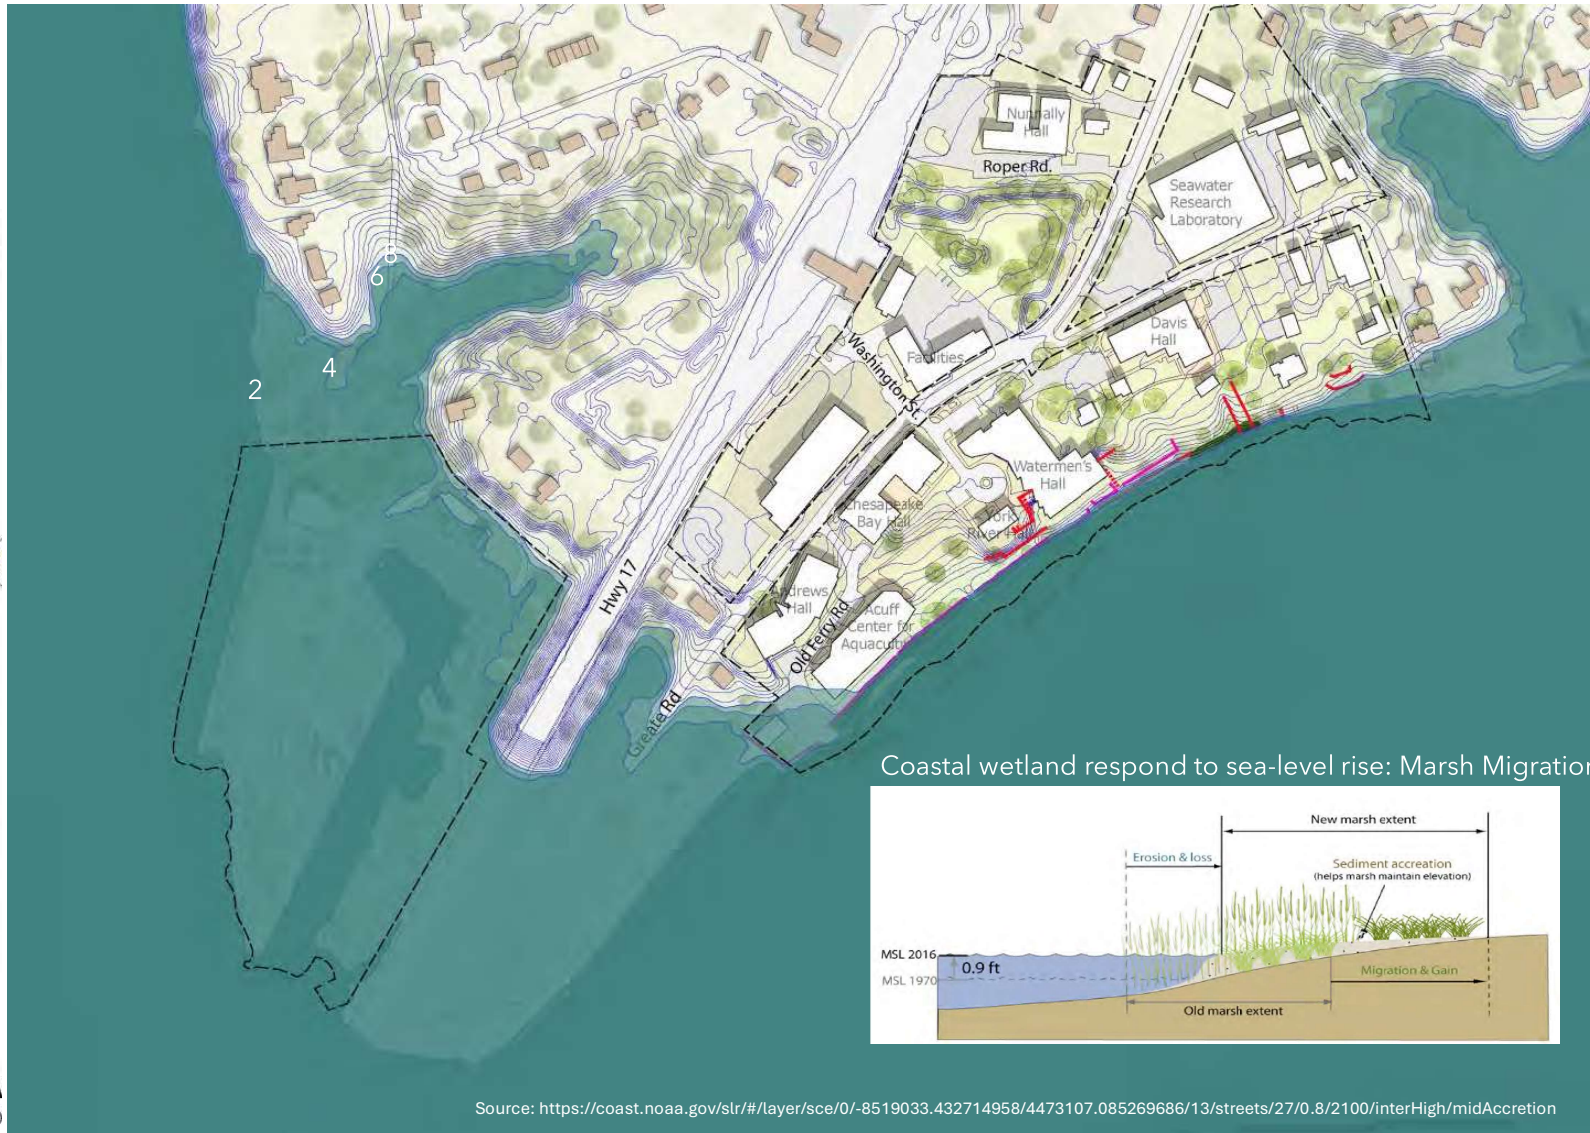 Nunnally
Hall
Roper Rd.
Seawater
Research
Laboratory
8
6
4
2
Davis
Hall
Facilities
Washington St.
Watermen's
Hall
Chesapeake
Bay Hall
York
River Hall
Hwy 17
Andrews
Hall
Old Ferry Rd
Acuff
Center for
Aquaculture
Greate Rd
Coastal wetland respond to sea-level rise: Marsh Migration
New marsh extent
Erosion & loss
Sediment accreation
(helps marsh maintain elevation)
MSL 2016
0.9 ft
MSL 1970
Migration & Gain
Old marsh extent
Source: https://coast.noaa.gov/slr/#/layer/sce/0/-8519033.432714958/4473107.085269686/13/streets/27/0.8/2100/interHigh/midAccretion